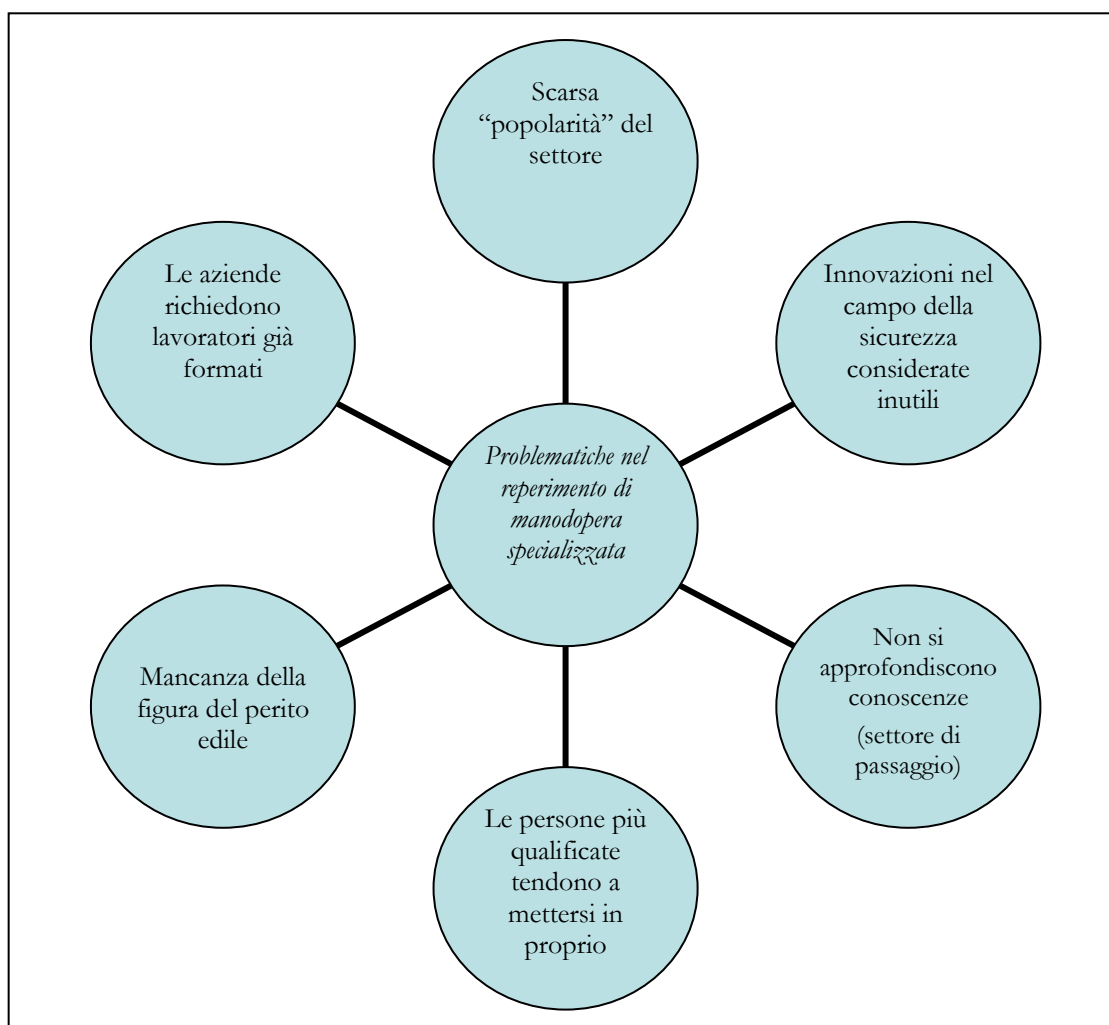 Scarsa
“popolarità” del
settore
Le aziende
richiedono
lavoratori già
formati
Innovazioni nel
campo della
sicurezza
considerate
inutili
Problematiche nel
reperimento di
manodopera
specializzata
Mancanza della
figura del perito
edile
Non si
approfondiscono
conoscenze
(settore di
passaggio)
Le persone più
qualificate
tendono a
mettersi in
proprio